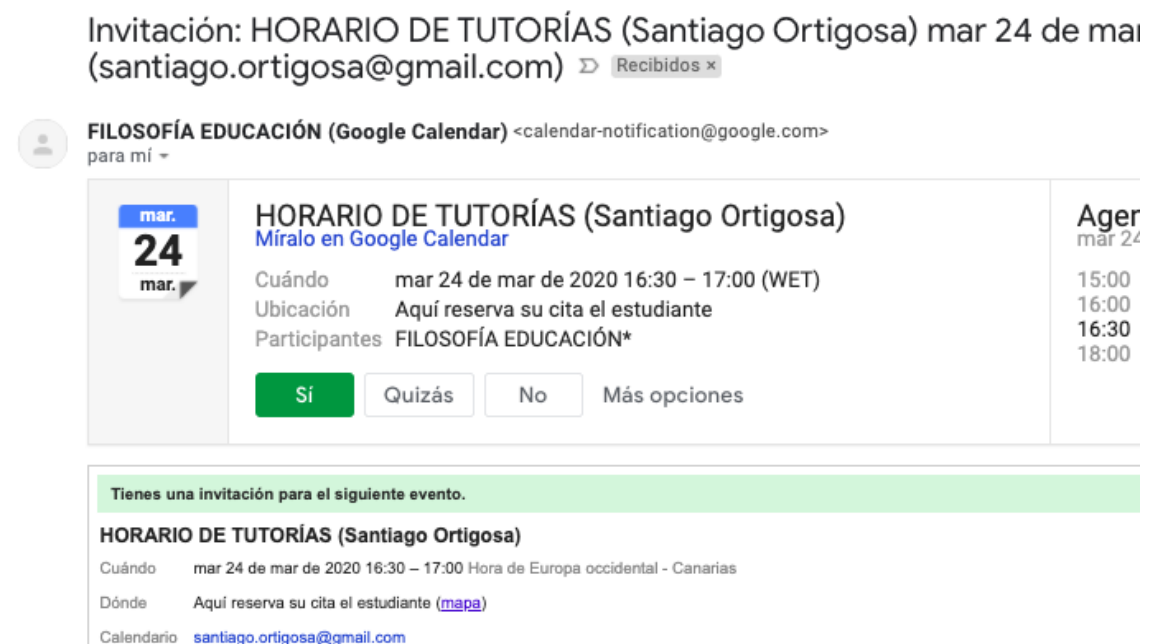 Invitación: HORARIO DE TUTORÍAS (Santiago Ortigosa) mar 24 de mar
(santiago.ortigosa@gmail.com) Recibidos ×
FILOSOFÍA EDUCACIÓN (Google Calendar) <calendar-notification@google.com>
para mí
mar.
24
mar.
HORARIO DE TUTORÍAS (Santiago Ortigosa)
Míralo en Google Calendar
Cuándo mar 24 de mar de 2020 16:30 – 17:00 (WET)
Ubicación Aquí reserva su cita el estudiante
Participantes FILOSOFÍA EDUCACIÓN*
Sí Quizás No Más opciones
Agen
mar 24
15:00
16:00
16:30
18:00
Tienes una invitación para el siguiente evento.
HORARIO DE TUTORÍAS (Santiago Ortigosa)
Cuándo mar 24 de mar de 2020 16:30 – 17:00 Hora de Europa occidental - Canarias
Dónde Aquí reserva su cita el estudiante (mapa)
Calendario santiago.ortigosa@gmail.com